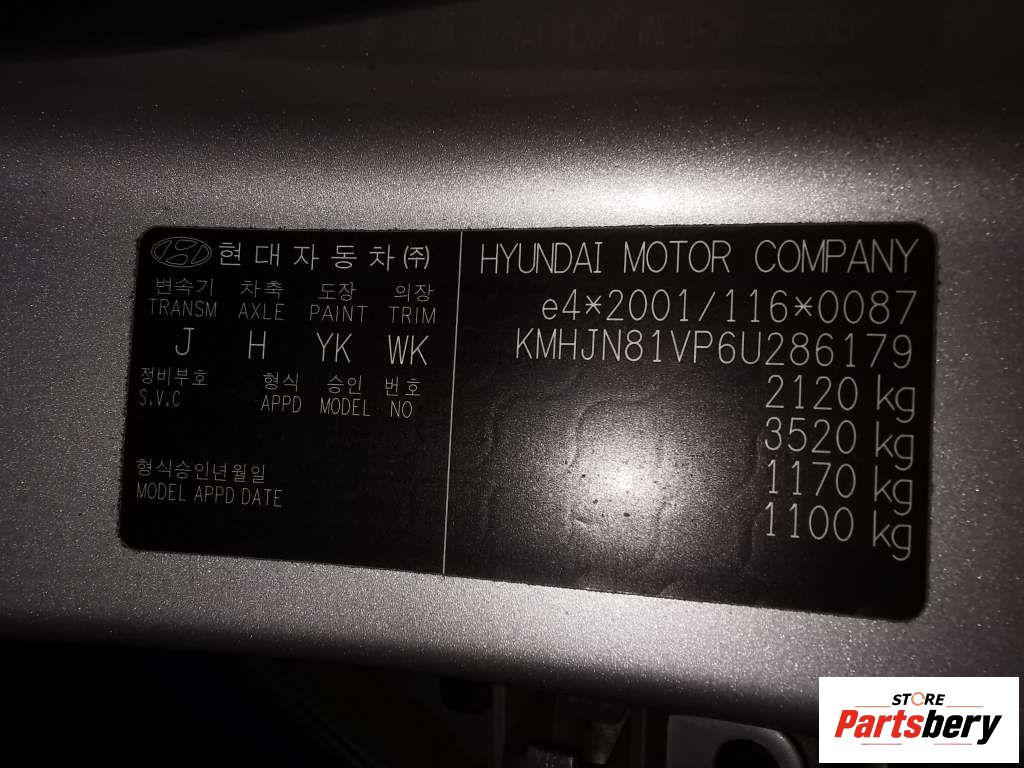 현대자동차㈜
변속기 차축 도장 의장
TRANSM AXLE PAINT TRIM
J H YK WK
정비부호 형식 승인 번호
S.V.C APPD MODEL NO
형식승인년월일
MODEL APPD DATE
HYUNDAI MOTOR COMPANY
e4*2001/116*0087
KMHJN81VP6U286179
2120 kg
3520 kg
1170 kg
1100 kg
STORE
Partsbery